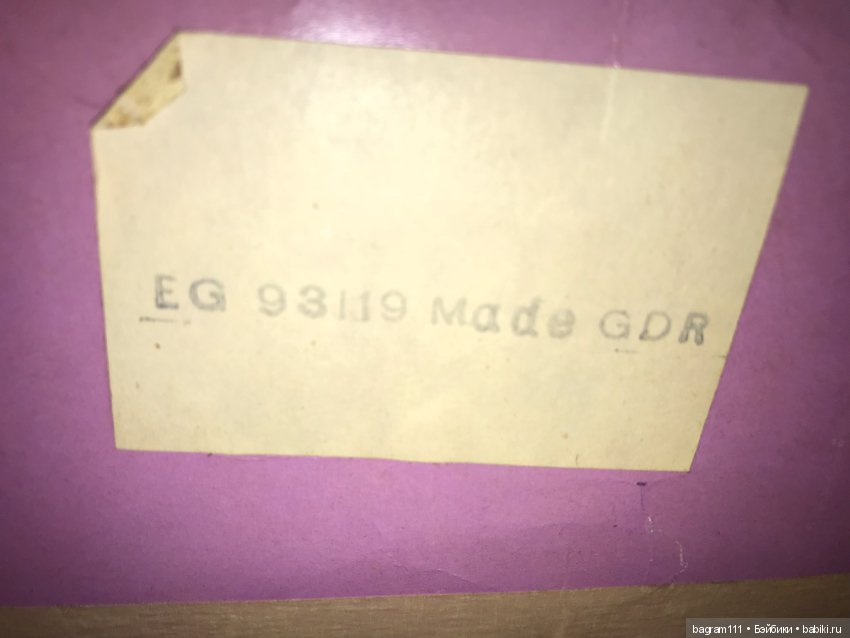 EG 93119 Made GDR
bagram111 • Бэйбики • babiki.ru